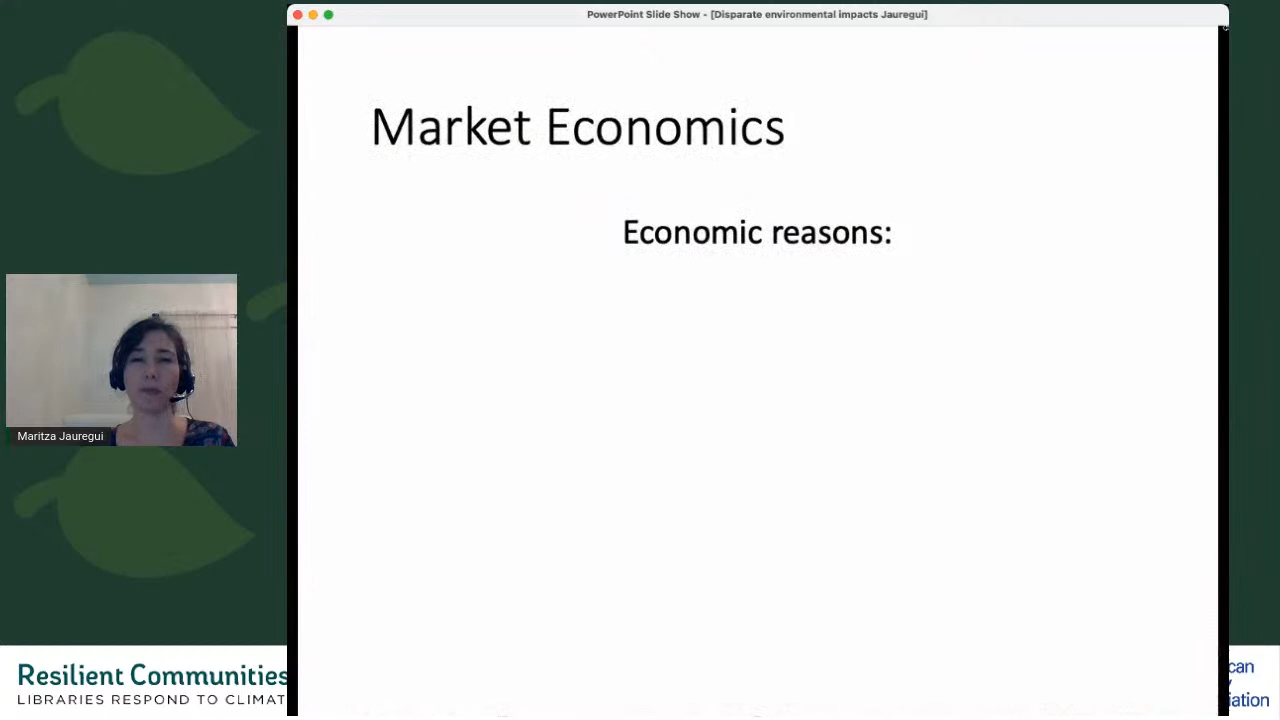 PowerPoint Slide Show - [Disparate environmental impacts Jauregui]
Market Economics
Economic reasons:
Maritza Jauregui
Resilient Communities
LIBRARIES RESPOND TO CLIMAT
can
iation